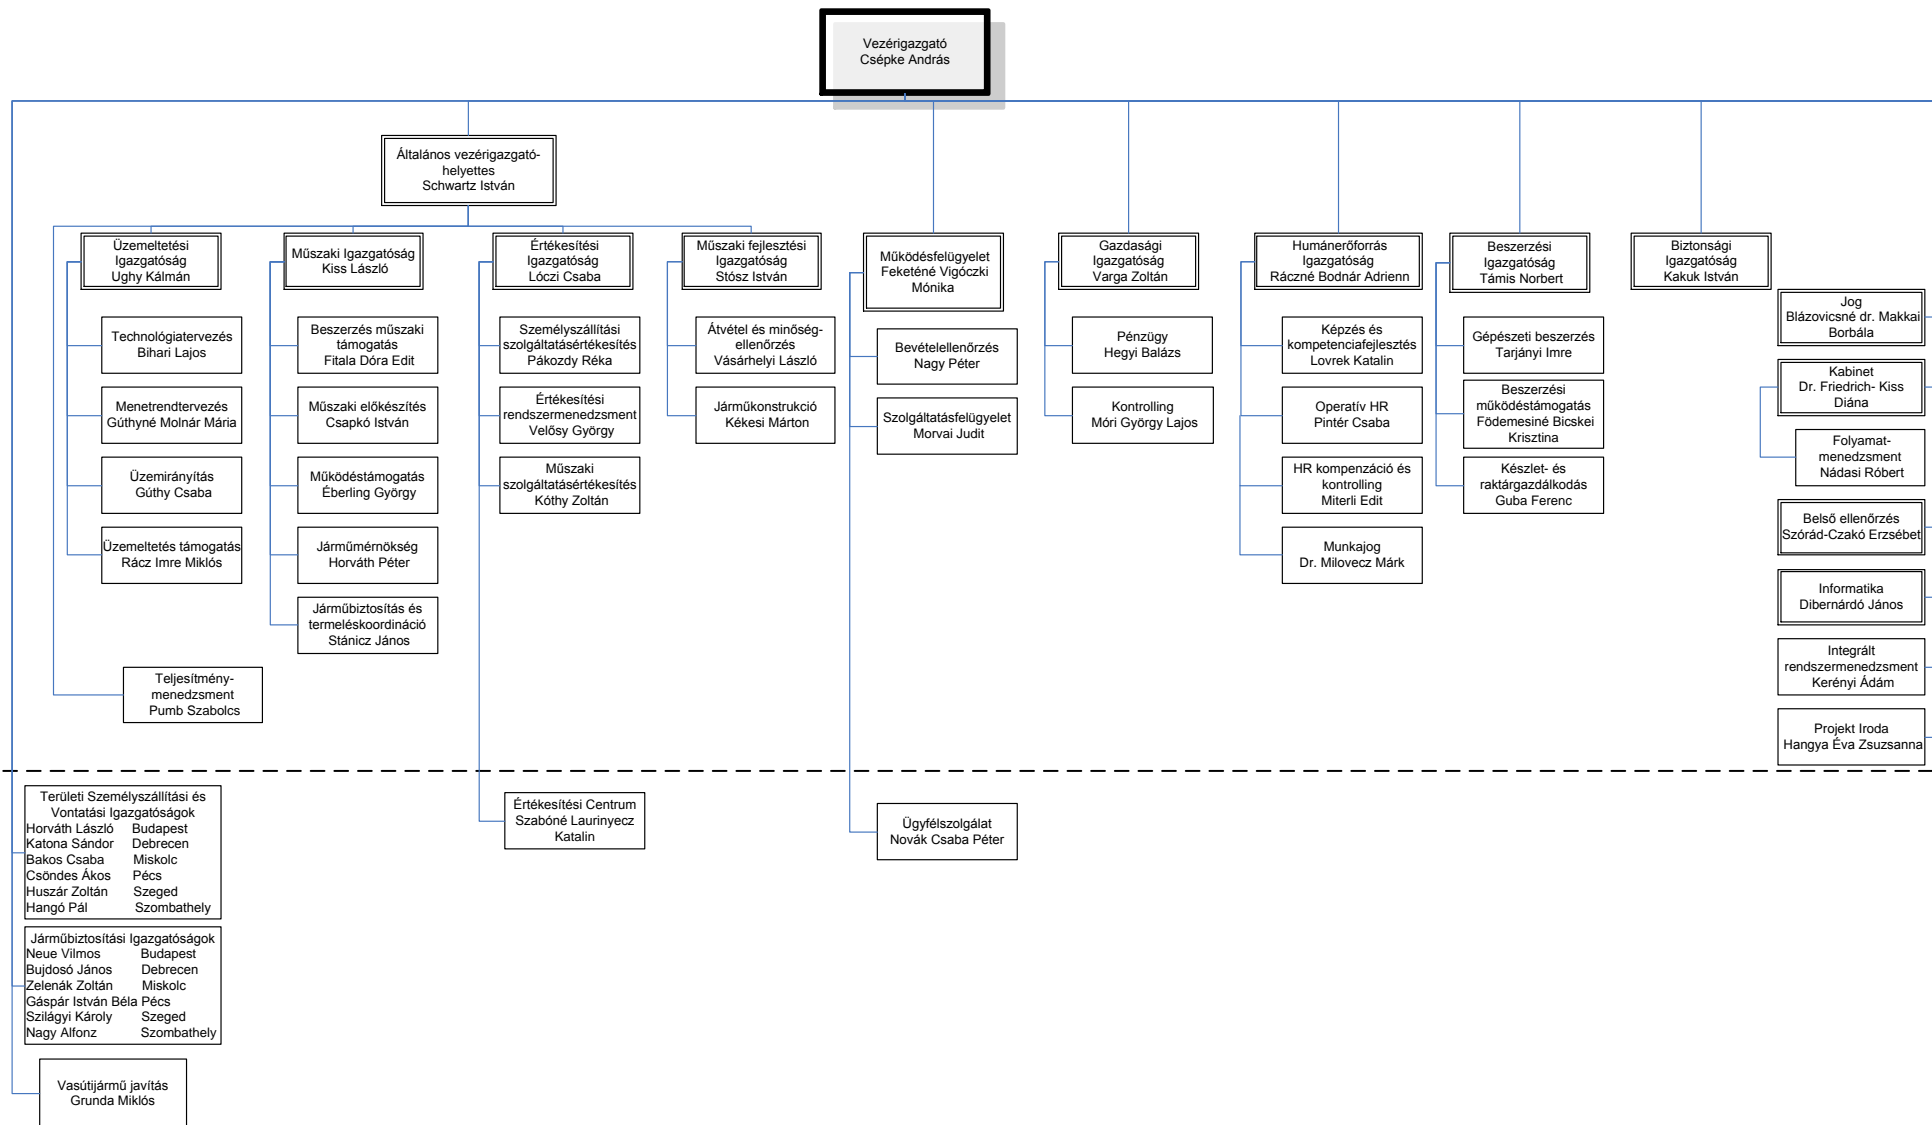 Vezérigazgató
Csépke András
Általános vezérigazgató-
helyettes
Schwartz István
Üzemeltetési
Igazgatóság
Ughy Kálmán
Technológiatervezés
Bihari Lajos
Menetrendtervezés
Gúthyné Molnár Mária
Üzemirányítás
Gúthy Csaba
Üzemeltetés támogatás
Rácz Imre Miklós
Teljesítmény-
menedzsment
Pumb Szabolcs
Műszaki Igazgatóság
Kiss László
Beszerzés műszaki
támogatás
Fitala Dóra Edit
Műszaki előkészítés
Csapkó István
Működéstámogatás
Éberling György
Járműmérnökség
Horváth Péter
Járműbiztosítás és
termeléskoordináció
Stánicz János
Értékesítési
Igazgatóság
Lóczi Csaba
Személyszállítási
szolgáltatásértékesítés
Pákozdy Réka
Értékesítési
rendszermenedzsment
Velősy György
Műszaki
szolgáltatásértékesítés
Kóthy Zoltán
Műszaki fejlesztési
Igazgatóság
Stósz István
Átvétel és minőség-
ellenőrzés
Vásárhelyi László
Járműkonstrukció
Kékesi Márton
Működésfelügyelet
Feketéné Vigóczki
Mónika
Bevételellenőrzés
Nagy Péter
Szolgáltatásfelügyelet
Morvai Judit
Gazdasági
Igazgatóság
Varga Zoltán
Pénzügy
Hegyi Balázs
Kontrolling
Móri György Lajos
Humánerőforrás
Igazgatóság
Ráczné Bodnár Adrienn
Képzés és
kompetenciafejlesztés
Lovrek Katalin
Operatív HR
Pintér Csaba
HR kompenzáció és
kontrolling
Miterli Edit
Munkajog
Dr. Milovecz Márk
Beszerzési
Igazgatóság
Támis Norbert
Gépészeti beszerzés
Tarjányi Imre
Beszerzési
működéstámogatás
Födemesiné Bicskei
Krisztina
Készlet- és
raktárgazdálkodás
Guba Ferenc
Biztonsági
Igazgatóság
Kakuk István
Jog
Blázovicsné dr. Makkai
Borbála
Kabinet
Dr. Friedrich- Kiss
Diána
Folyamat-
menedzsment
Nádasi Róbert
Belső ellenőrzés
Szórád-Czakó Erzsébet
Informatika
Dibernárdó János
Integrált
rendszermenedzsment
Kerényi Ádám
Projekt Iroda
Hangya Éva Zsuzsanna
Területi Személyszállítási és
Vontatási Igazgatóságok
Horváth László Budapest
Katona Sándor Debrecen
Bakos Csaba Miskolc
Csöndes Ákos Pécs
Huszár Zoltán Szeged
Hangó Pál Szombathely
Járműbiztosítási Igazgatóságok
Neue Vilmos Budapest
Bujdosó János Debrecen
Zelenák Zoltán Miskolc
Gáspár István Béla Pécs
Szilágyi Károly Szeged
Nagy Alfonz Szombathely
Vasútijármű javítás
Grunda Miklós
Értékesítési Centrum
Szabóné Laurinyecz
Katalin
Ügyfélszolgálat
Novák Csaba Péter